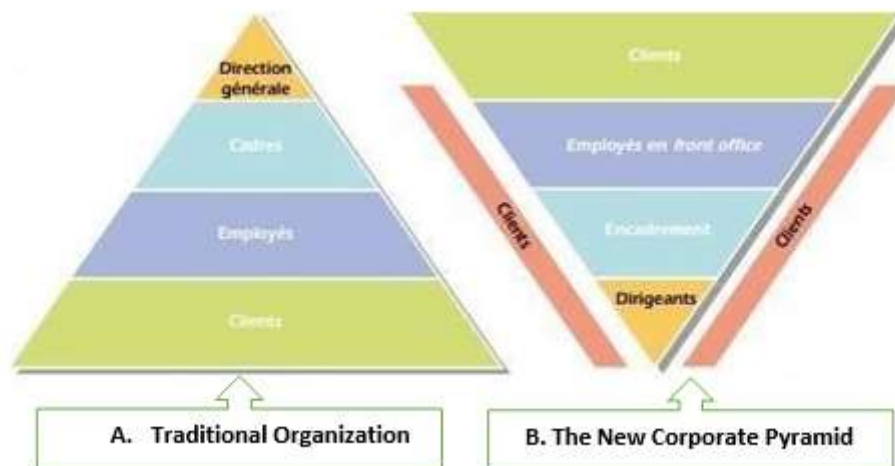 Direction
générale
Cadres
Employés
Clients
Clients
Employés en front office
Encadrement
Dirigeants
Clients
Clients
A. Traditional Organization
B. The New Corporate Pyramid